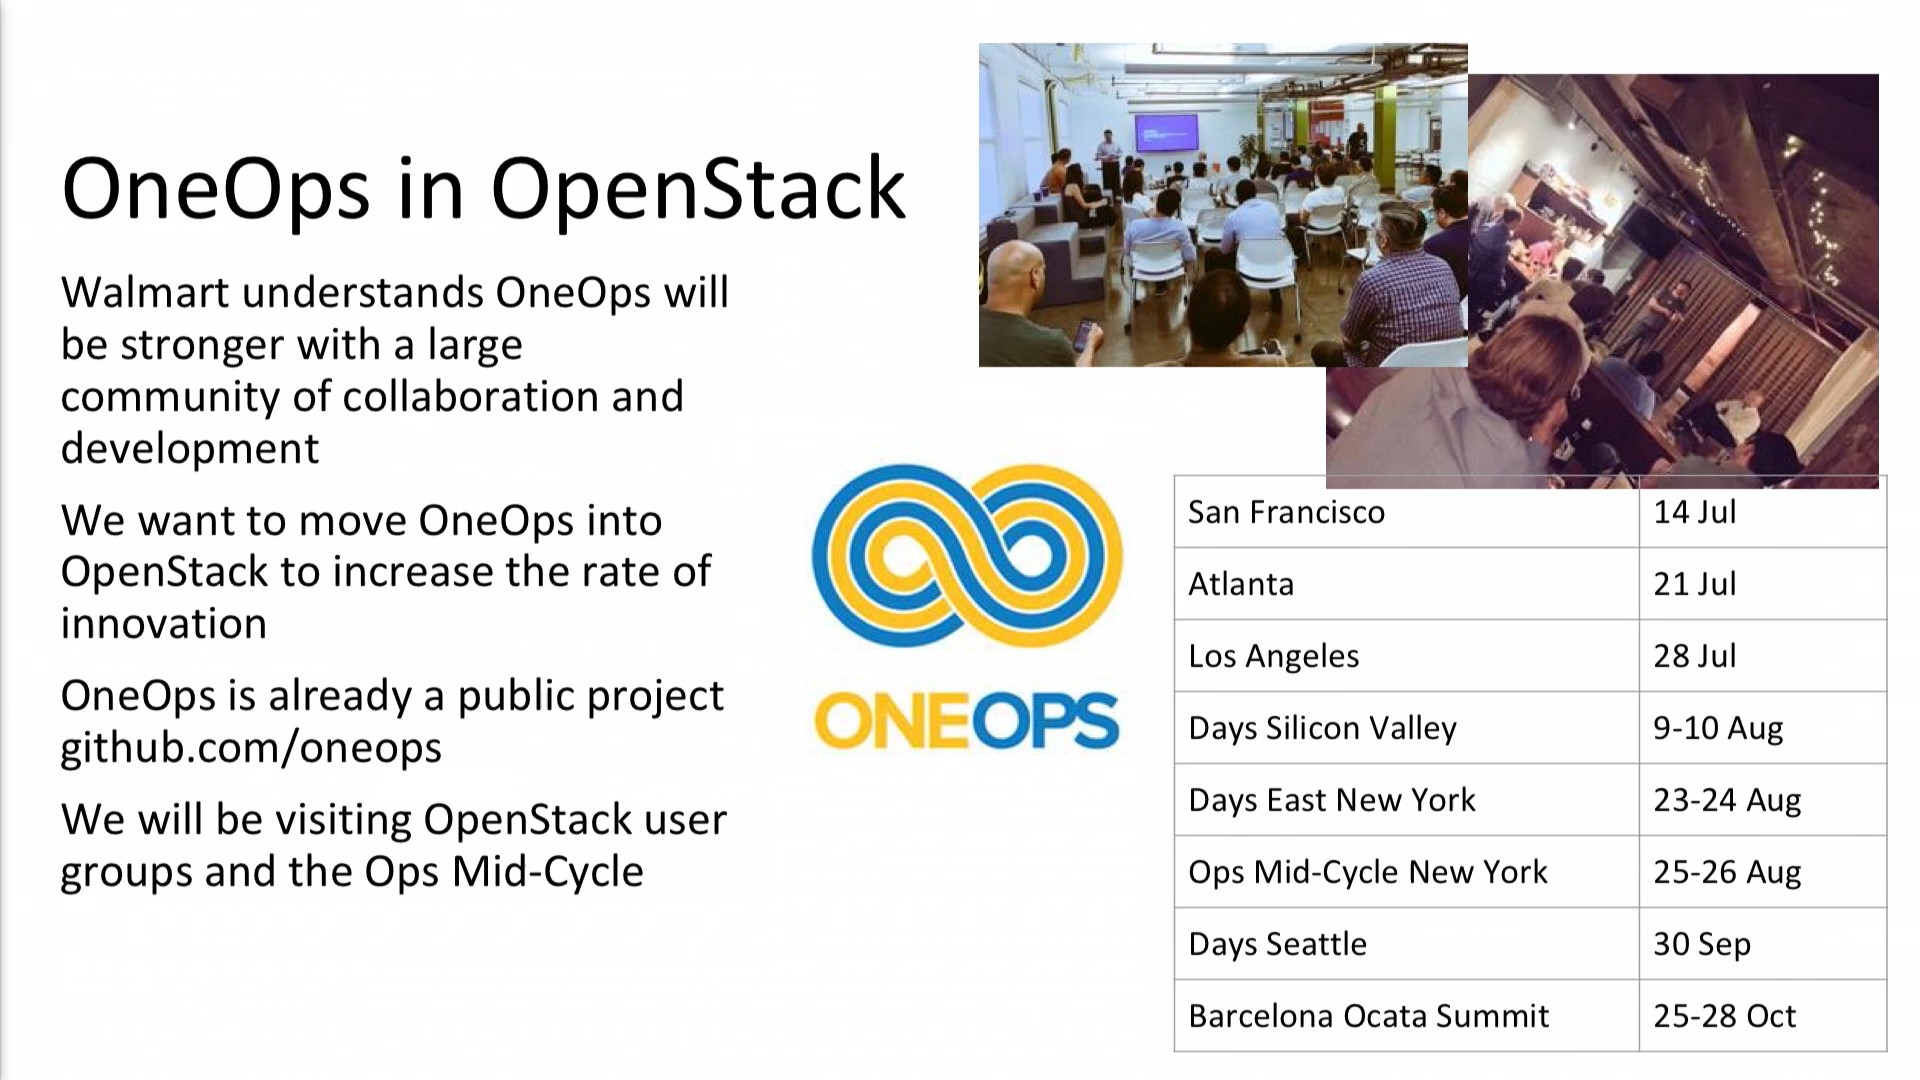 OneOps in OpenStack
Walmart understands OneOps will
be stronger with a large
community of collaboration and
development
We want to move OneOps into
OpenStack to increase the rate of
innovation
OneOps is already a public project
github.com/oneops
We will be visiting OpenStack user
groups and the Ops Mid-Cycle
ONEOPS
San Francisco 14 Jul
Atlanta 21 Jul
Los Angeles 28 Jul
Days Silicon Valley 9-10 Aug
Days East New York 23-24 Aug
Ops Mid-Cycle New York 25-26 Aug
Days Seattle 30 Sep
Barcelona Ocata Summit 25-28 Oct